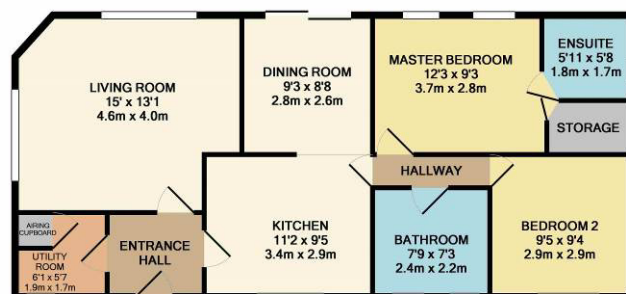 LIVING ROOM
15' x 13'1
4.6m x 4.0m
DINING ROOM
9'3 x 8'8
2.8m x 2.6m
MASTER BEDROOM
12'3 x 9'3
3.7m x 2.8m
ENSUITE
5'11 x 5'8
1.8m x 1.7m
STORAGE
HALLWAY
AIRING
CUPBOARD
UTILITY
ROOM
6'1 x 5'7
1.9m x 1.7m
ENTRANCE
HALL
KITCHEN
11'2 x 9'5
3.4m x 2.9m
BATHROOM
7'9 x 7'3
2.4m x 2.2m
BEDROOM 2
9'5 x 9'4
2.9m x 2.9m